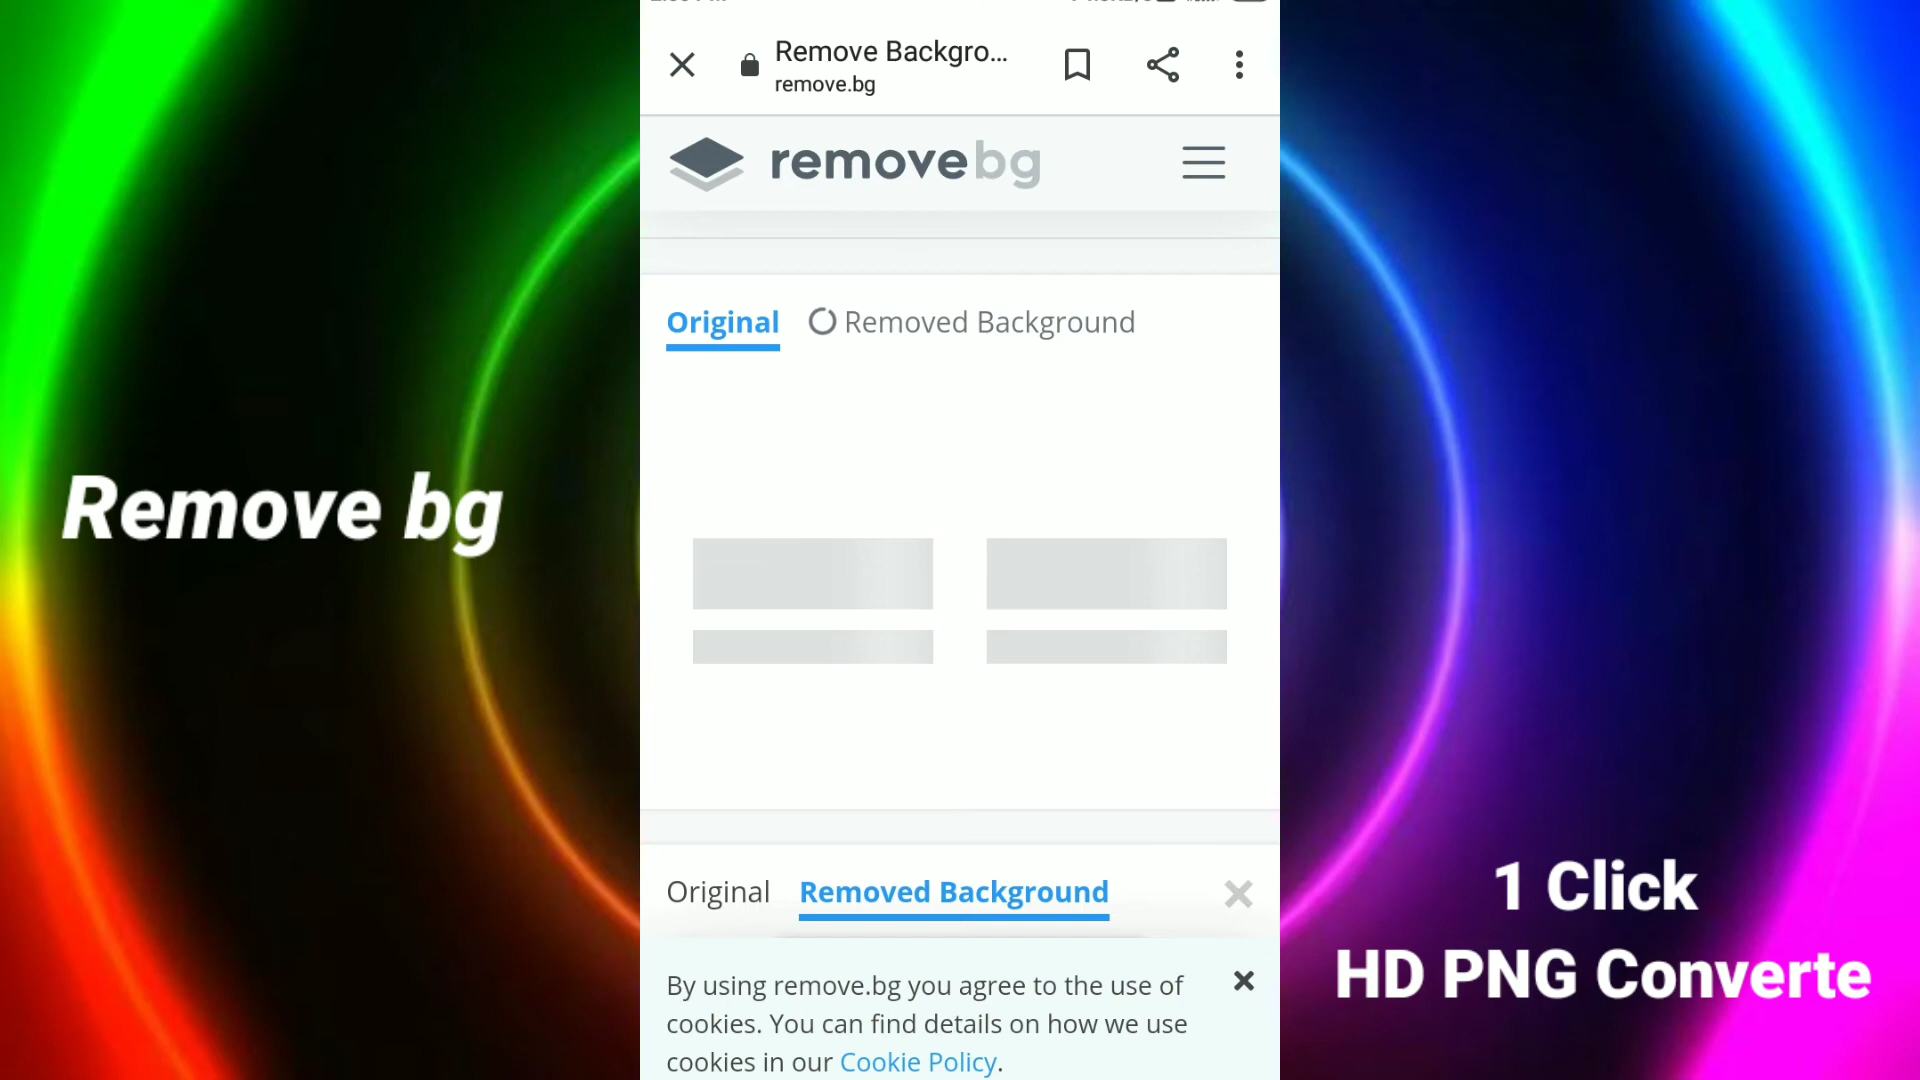 Remove Backgro...
remove.bg
removebg
Original
Removed Background
Remove bg
Original
Removed Background
1 Click
HD PNG Converte
By using remove.bg you agree to the use of
cookies. You can find details on how we use
cookies in our Cookie Policy.